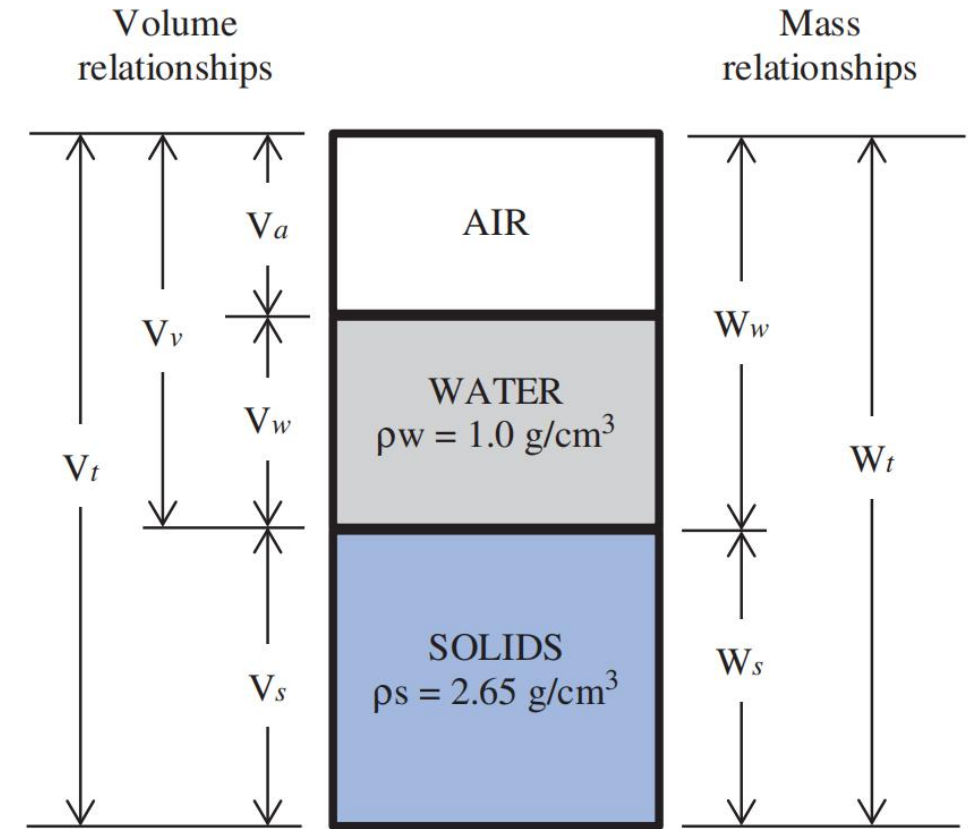 Volume
relationships
Mass
relationships
Va
AIR
Vv
Ww
WATER
ρw = 1.0 g/cm³
Vw
Vt
Wt
SOLIDS
ρs = 2.65 g/cm³
Vs
Ws